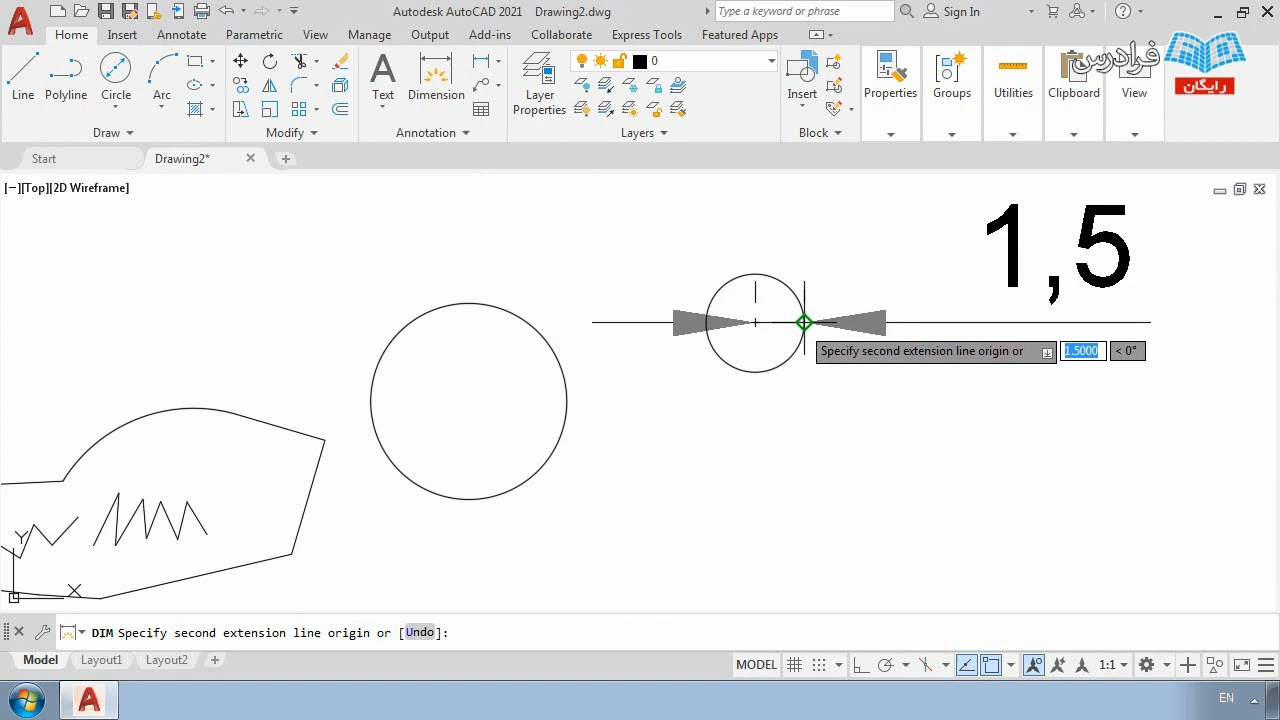 Autodesk AutoCAD 2021 Drawing2.dwg
Type a keyword or phrase
Sign In
Home Insert Annotate Parametric View Manage Output Add-ins Collaborate Express Tools Featured Apps
فرادرس
رایگان
Line Polyline Circle Arc
Text Dimension
Layer Properties
0
Insert
Properties Groups Utilities Clipboard View
Draw Modify Annotation Layers Block
Start Drawing2*
[−][Top][2D Wireframe]
1,5
Specify second extension line origin or 1.5000 < 0°
Y
X
DIM Specify second extension line origin or [Undo]:
Model Layout1 Layout2
MODEL 1:1
EN